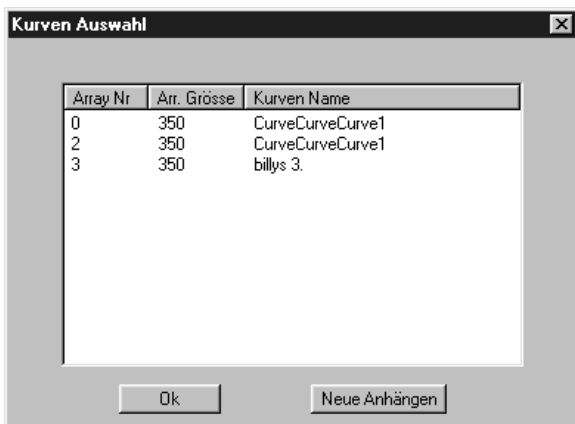 Kurven Auswahl
Array Nr Arr. Grösse Kurven Name
0 350 CurveCurveCurve1
2 350 CurveCurveCurve1
3 350 billys 3.
Ok Neue Anhängen